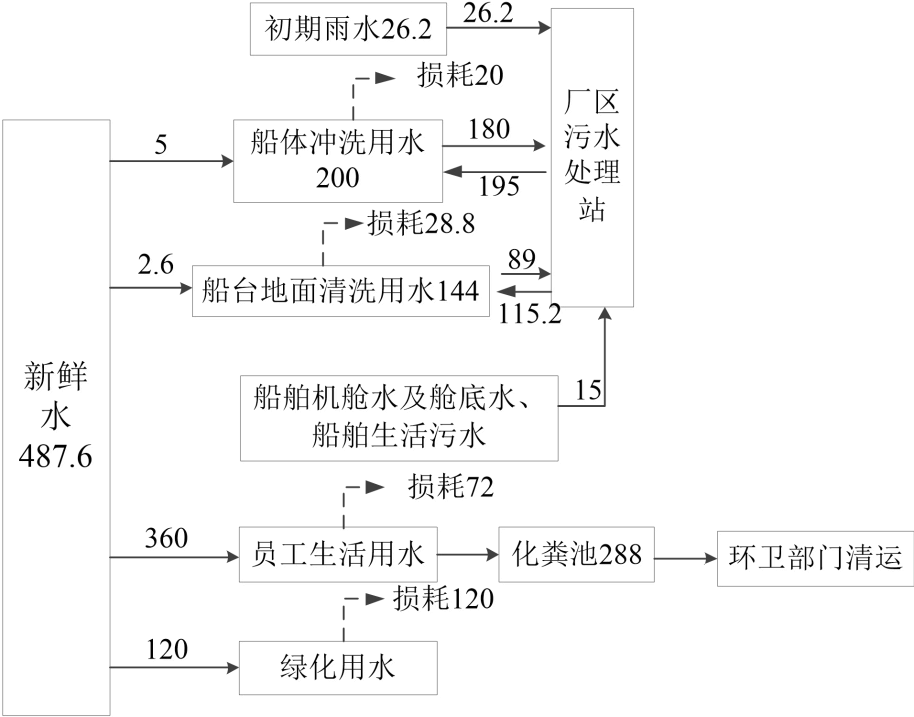 初期雨水26.2
26.2
损耗20
厂区
污水
处理
站
5
船体冲洗用水
200
180
195
损耗28.8
2.6
船台地面清洗用水144
89
115.2
新鲜
水
487.6
船舶机舱水及舱底水、
船舶生活污水
15
损耗72
360
员工生活用水
化粪池288
环卫部门清运
损耗120
120
绿化用水